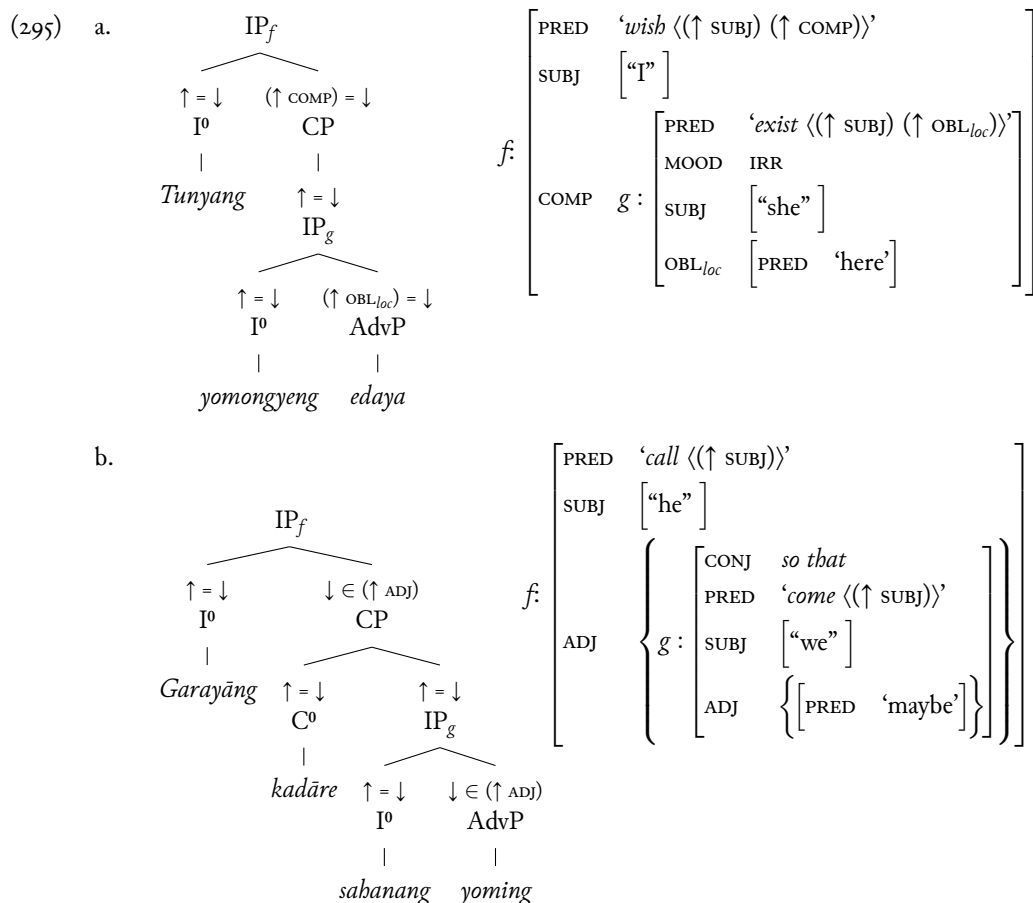 (295) a.
IP_f
↑ = ↓ (↑ COMP) = ↓
I⁰ CP
Tunyang ↑ = ↓
IP_g
↑ = ↓ (↑ OBL_loc) = ↓
I⁰ AdvP
yomongyeng edaya
f:
PRED ‘wish ⟨(↑ SUBJ) (↑ COMP)⟩’
SUBJ [“I”]
COMP g :
PRED ‘exist ⟨(↑ SUBJ) (↑ OBL_loc)⟩’
MOOD IRR
SUBJ [“she”]
OBL_loc [PRED ‘here’]
b.
IP_f
↑ = ↓ ↓ ∈ (↑ ADJ)
I⁰ CP
Garayāng ↑ = ↓ ↑ = ↓
C⁰ IP_g
kadāre ↑ = ↓ ↓ ∈ (↑ ADJ)
I⁰ AdvP
sahanang yoming
f:
PRED ‘call ⟨(↑ SUBJ)⟩’
SUBJ [“he”]
ADJ { g :
CONJ so that
PRED ‘come ⟨(↑ SUBJ)⟩’
SUBJ [“we”]
ADJ {[PRED ‘maybe’]} }